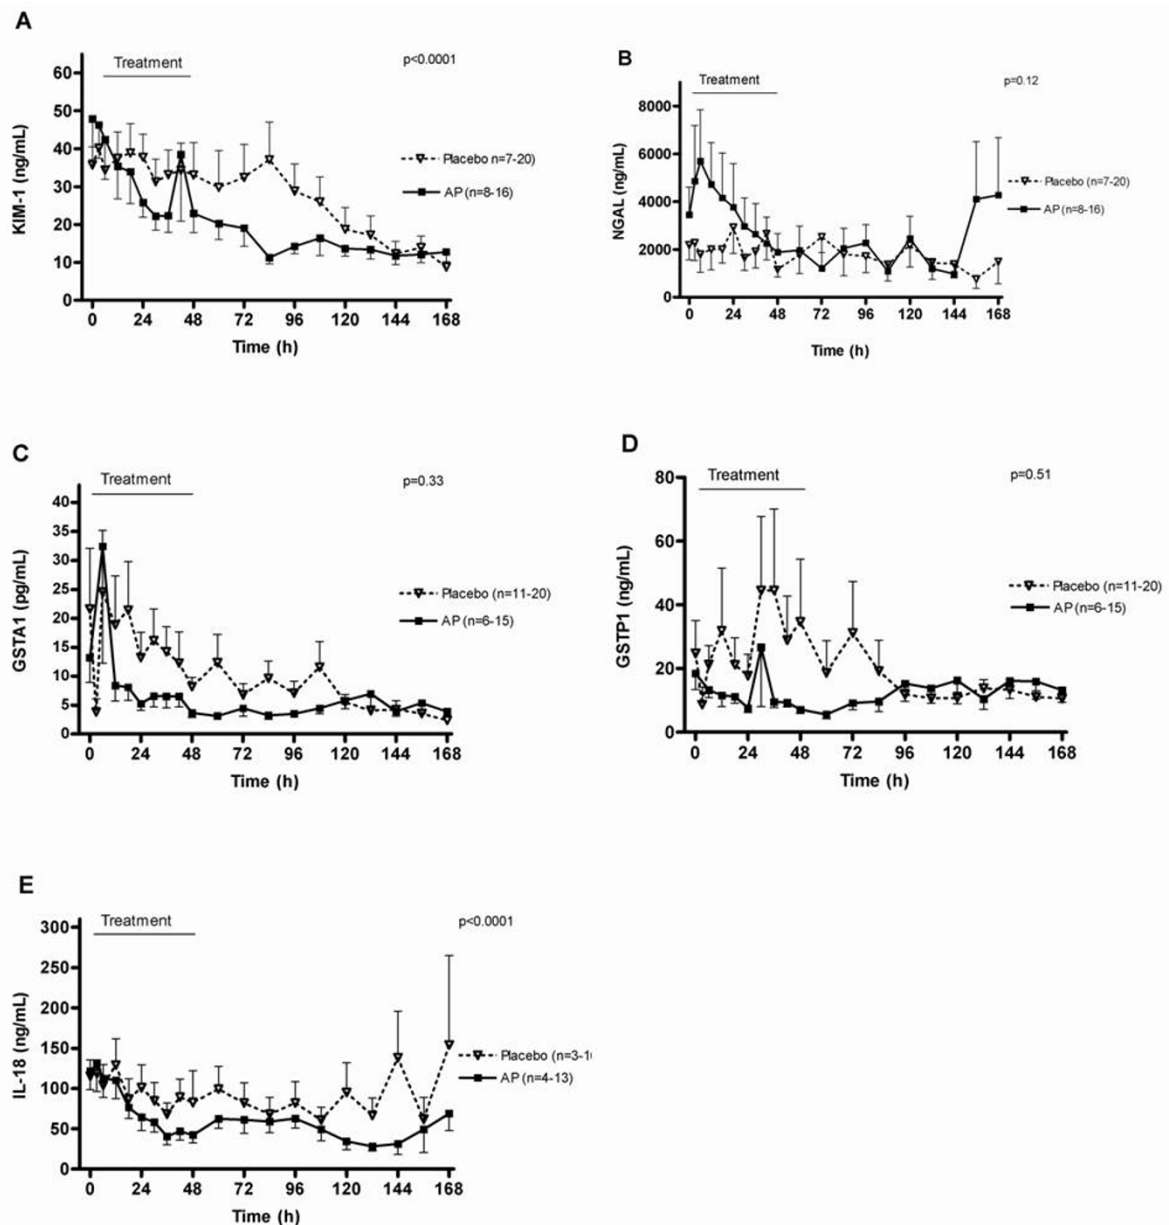 A
Treatment
p<0.0001
KIM-1 (ng/mL)
60
50
40
30
20
10
0
Placebo n=7-20)
AP (n=8-16)
0 24 48 72 96 120 144 168
Time (h)
B
Treatment
p=0.12
NGAL (ng/mL)
8000
6000
4000
2000
0
Placebo (n=7-20)
AP (n=8-16)
0 24 48 72 96 120 144 168
Time (h)
C
Treatment
p=0.33
GSTA1 (pg/mL)
40
35
30
25
20
15
10
5
0
Placebo (n=11-20)
AP (n=6-15)
0 24 48 72 96 120 144 168
Time (h)
D
Treatment
p=0.51
GSTP1 (ng/mL)
80
60
40
20
0
Placebo (n=11-20)
AP (n=6-15)
0 24 48 72 96 120 144 168
Time (h)
E
Treatment
p<0.0001
IL-18 (ng/mL)
300
250
200
150
100
50
0
Placebo (n=3-1
AP (n=4-13)
0 24 48 72 96 120 144 168
Time (h)